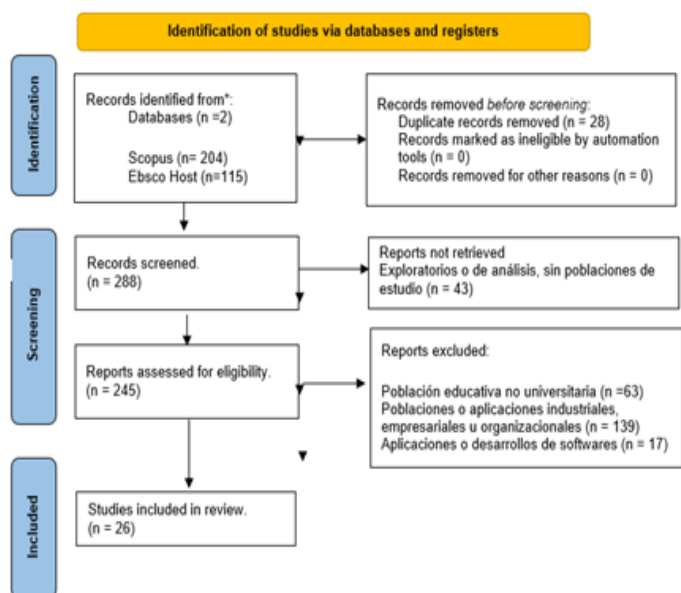 Identification of studies via databases and registers
Identification
Records identified from*:
Databases (n =2)
Scopus (n= 204)
Ebsco Host (n=115)
Records removed before screening:
Duplicate records removed (n = 28)
Records marked as ineligible by automation
tools (n = 0)
Records removed for other reasons (n = 0)
Screening
Records screened.
(n = 288)
Reports not retrieved
Exploratorios o de análisis, sin poblaciones de
estudio (n = 43)
Reports assessed for eligibility.
(n = 245)
Reports excluded:
Población educativa no universitaria (n =63)
Poblaciones o aplicaciones industriales,
empresariales u organizacionales (n = 139)
Aplicaciones o desarrollos de softwares (n = 17)
Included
Studies included in review.
(n = 26)